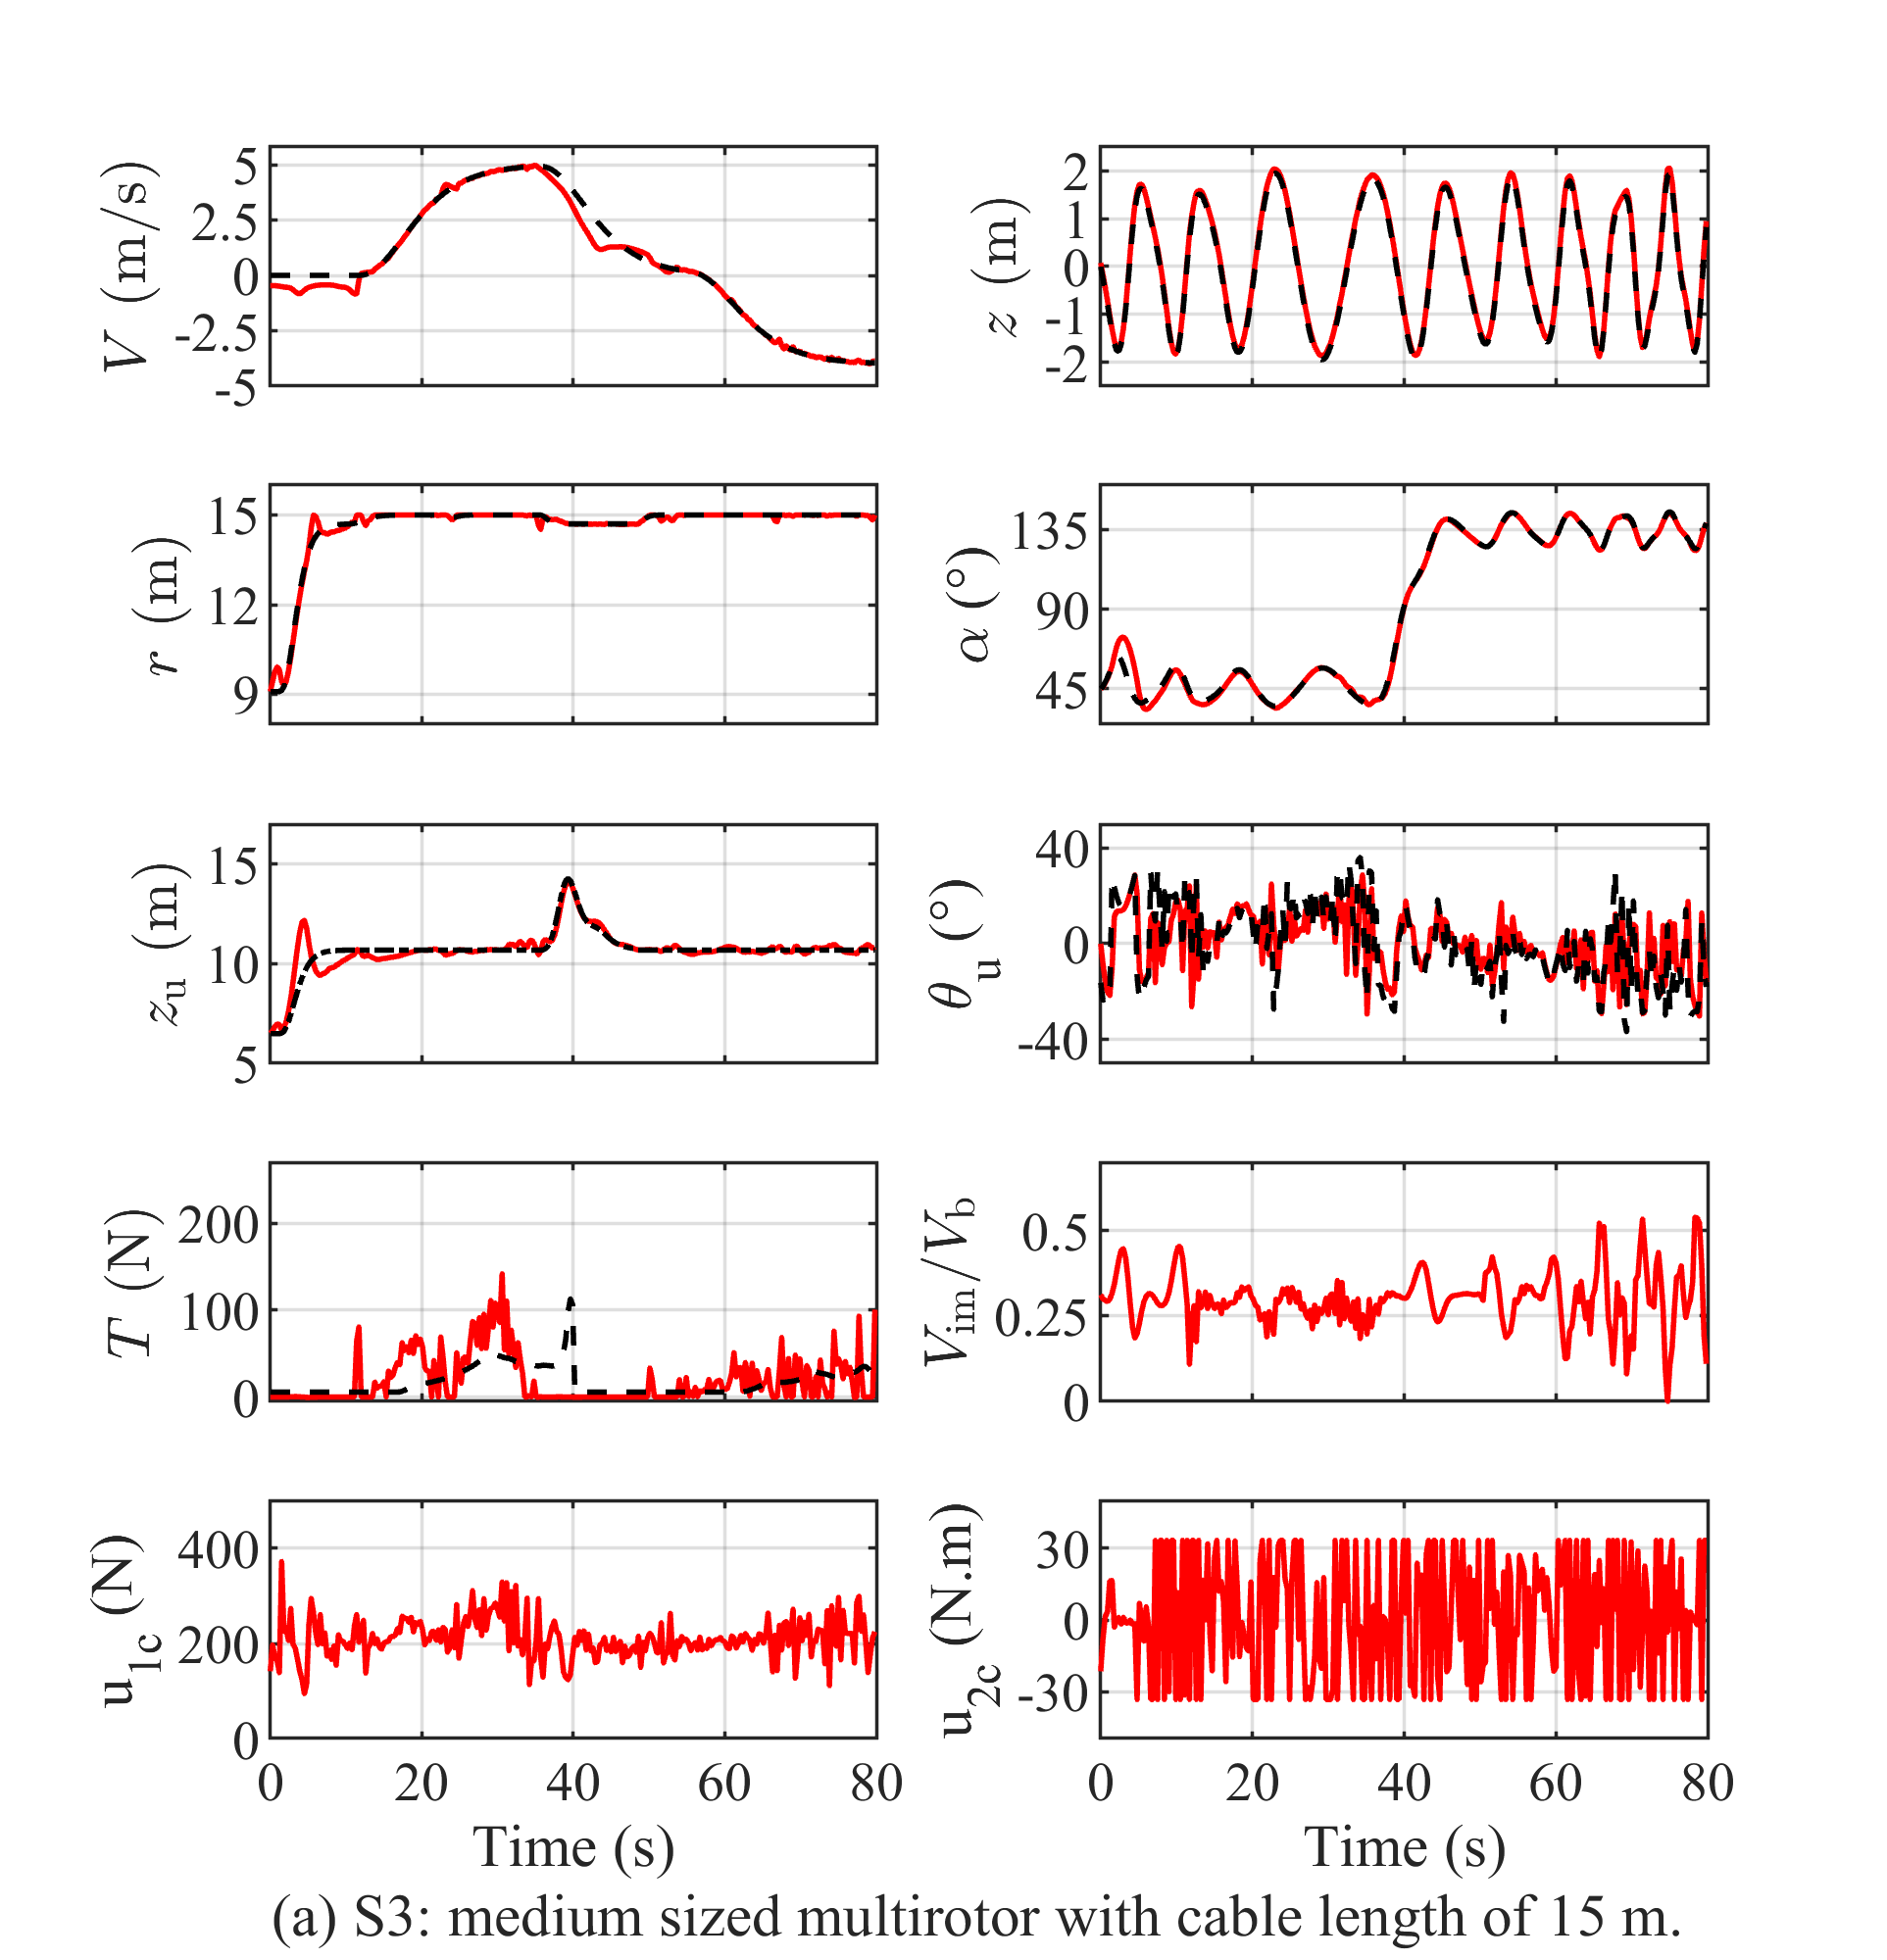 V (m/s)
5
2.5
0
-2.5
-5
z (m)
2
1
0
-1
-2
r (m)
15
12
9
α (°)
135
90
45
z_u (m)
15
10
5
θ_u (°)
40
0
-40
T (N)
200
100
0
V_im/V_b
0.5
0.25
0
u_1c (N)
400
200
0
0 20 40 60 80
Time (s)
u_2c (N.m)
30
0
-30
0 20 40 60 80
Time (s)
(a) S3: medium sized multirotor with cable length of 15 m.